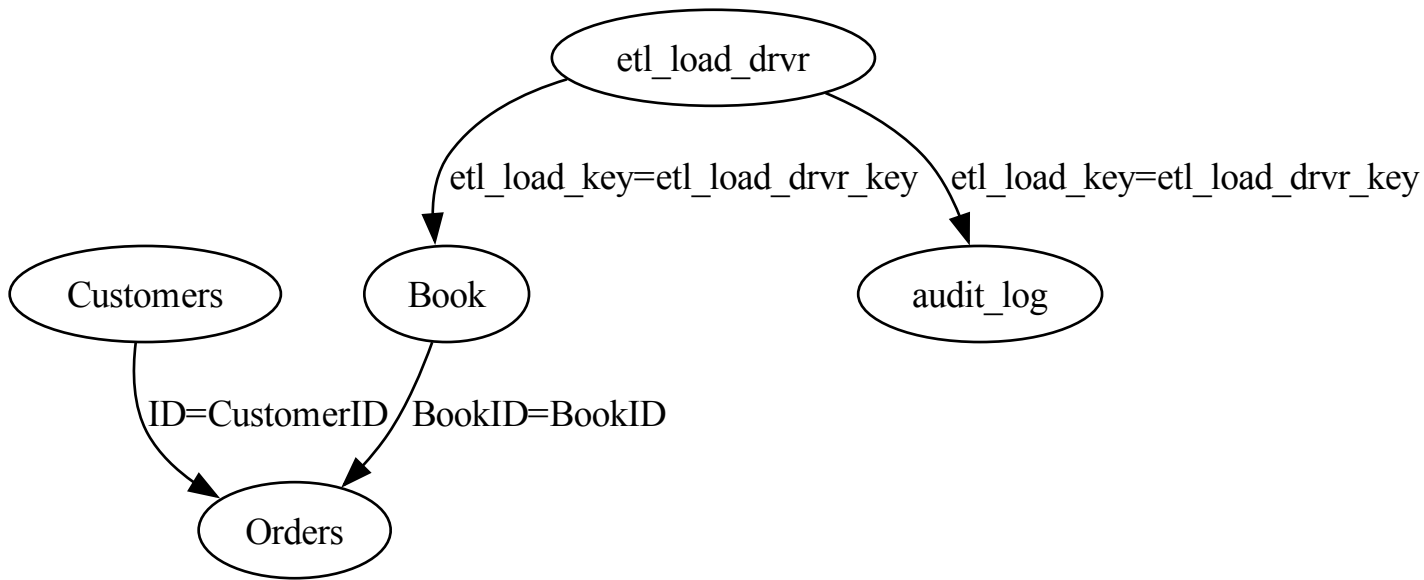 etl_load_drvr
etl_load_key=etl_load_drvr_key
etl_load_key=etl_load_drvr_key
Customers
Book
audit_log
ID=CustomerID
BookID=BookID
Orders